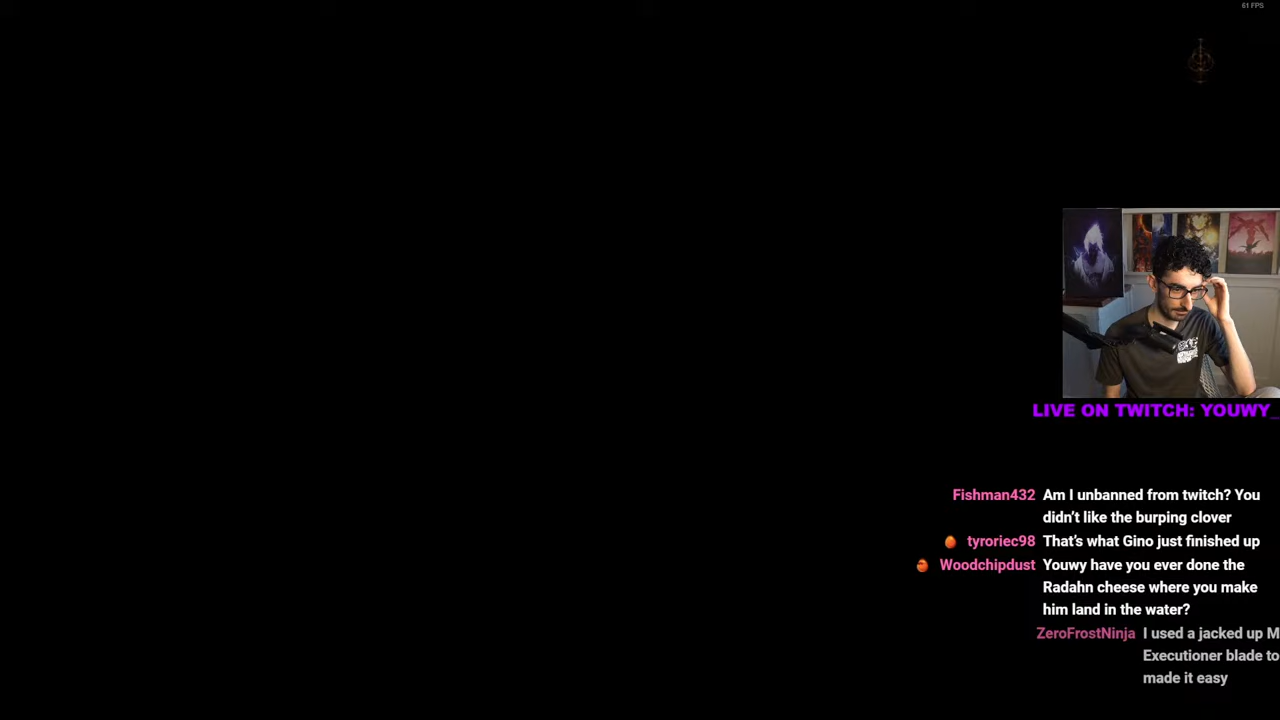 61 FPS
LIVE ON TWITCH: YOUWY_
Fishman432 Am I unbanned from twitch? You
didn’t like the burping clover
tyroriec98 That’s what Gino just finished up
Woodchipdust Youwy have you ever done the
Radahn cheese where you make
him land in the water?
ZeroFrostNinja I used a jacked up M
Executioner blade to
made it easy